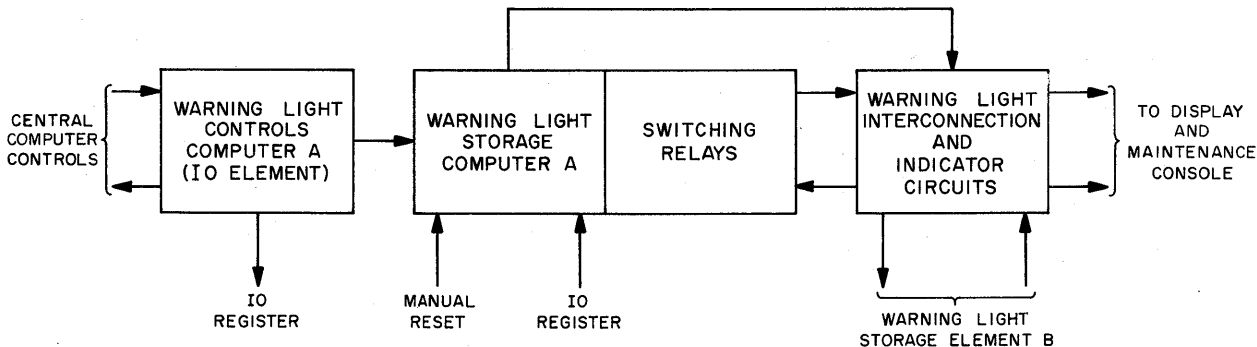 CENTRAL
COMPUTER
CONTROLS
WARNING LIGHT
CONTROLS
COMPUTER A
(IO ELEMENT)
IO
REGISTER
WARNING LIGHT
STORAGE
COMPUTER A
SWITCHING
RELAYS
MANUAL
RESET
IO
REGISTER
WARNING LIGHT
INTERCONNECTION
AND
INDICATOR
CIRCUITS
TO DISPLAY
AND
MAINTENANCE
CONSOLE
WARNING LIGHT
STORAGE ELEMENT B